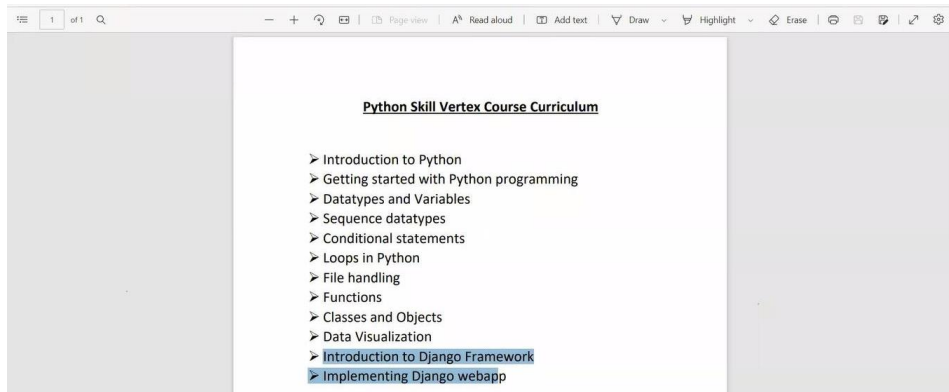 1 of 1 Page view Read aloud Add text Draw Highlight Erase
Python Skill Vertex Course Curriculum
➢ Introduction to Python
➢ Getting started with Python programming
➢ Datatypes and Variables
➢ Sequence datatypes
➢ Conditional statements
➢ Loops in Python
➢ File handling
➢ Functions
➢ Classes and Objects
➢ Data Visualization
➢ Introduction to Django Framework
➢ Implementing Django webapp